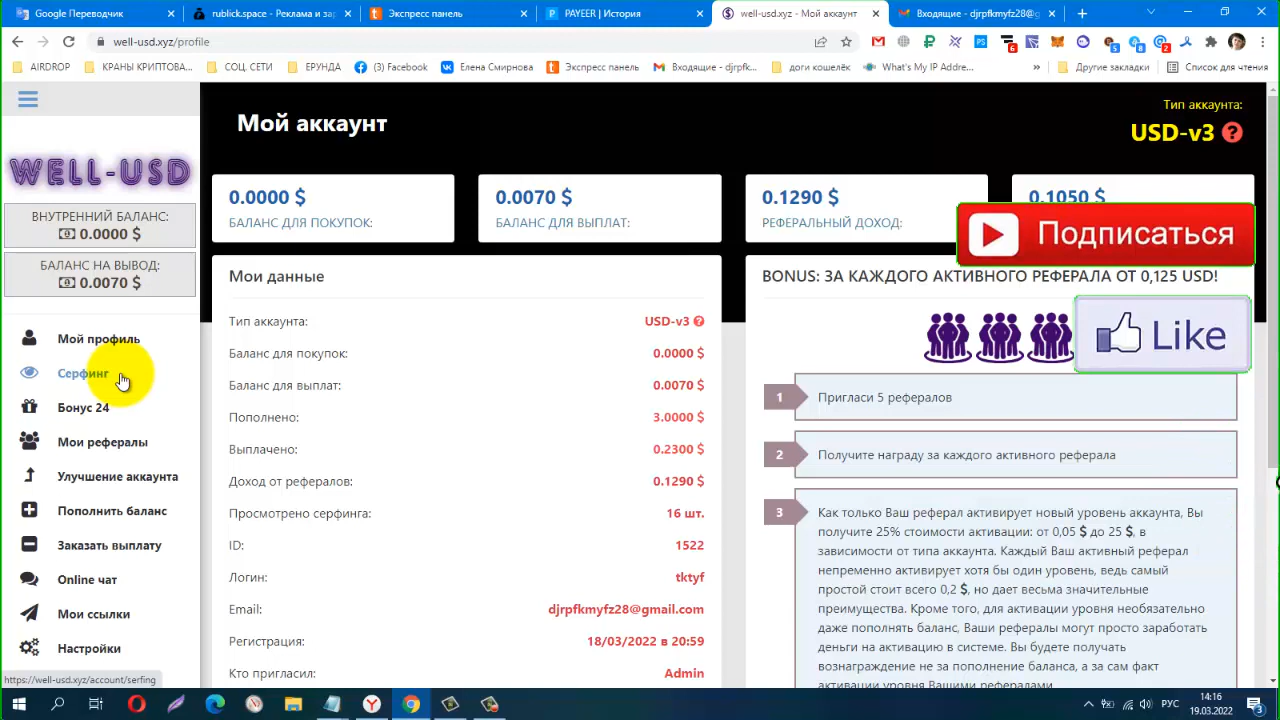 Google Переводчик
rublick.space - Реклама и за
Экспресс панель
PAYEER | История
well-usd.xyz - Мой аккаунт
Входящие - djrpfkmyfz28@g
well-usd.xyz/profile
AIRDROP
КРАНЫ КРИПТОВА...
СОЦ. СЕТИ
ЕРУНДА
(3) Facebook
Елена Смирнова
Экспресс панель
Входящие - djrpfk...
доги кошелёк
What's My IP Addre...
Другие закладки
Список для чтения
Мой аккаунт
Тип аккаунта:
USD-v3
WELL-USD
ВНУТРЕННИЙ БАЛАНС:
0.0000 $
БАЛАНС НА ВЫВОД:
0.0070 $
Мой профиль
Серфинг
Бонус 24
Мои рефералы
Улучшение аккаунта
Пополнить баланс
Заказать выплату
Online чат
Мои ссылки
Настройки
0.0000 $
БАЛАНС ДЛЯ ПОКУПОК:
0.0070 $
БАЛАНС ДЛЯ ВЫПЛАТ:
0.1290 $
РЕФЕРАЛЬНЫЙ ДОХОД:
0.1050 $
Подписаться
Like
Мои данные
Тип аккаунта: USD-v3
Баланс для покупок: 0.0000 $
Баланс для выплат: 0.0070 $
Пополнено: 3.0000 $
Выплачено: 0.2300 $
Доход от рефералов: 0.1290 $
Просмотрено серфинга: 16 шт.
ID: 1522
Логин: tktyf
Email: djrpfkmyfz28@gmail.com
Регистрация: 18/03/2022 в 20:59
Кто пригласил: Admin
BONUS: ЗА КАЖДОГО АКТИВНОГО РЕФЕРАЛА ОТ 0,125 USD!
1 Пригласи 5 рефералов
2 Получите награду за каждого активного реферала
3 Как только Ваш реферал активирует новый уровень аккаунта, Вы
получите 25% стоимости активации: от 0,05 $ до 25 $, в
зависимости от типа аккаунта. Каждый Ваш активный реферал
непременно активирует хотя бы один уровень, ведь самый
простой стоит всего 0,2 $, но дает весьма значительные
преимущества. Кроме того, для активации уровня необязательно
даже пополнять баланс, Ваши рефералы могут просто заработать
деньги на активацию в системе. Вы будете получать
вознаграждение не за пополнение баланса, а за сам факт
активации уровня Вашими рефералами.
https://well-usd.xyz/account/serfing
РУС
14:16
19.03.2022